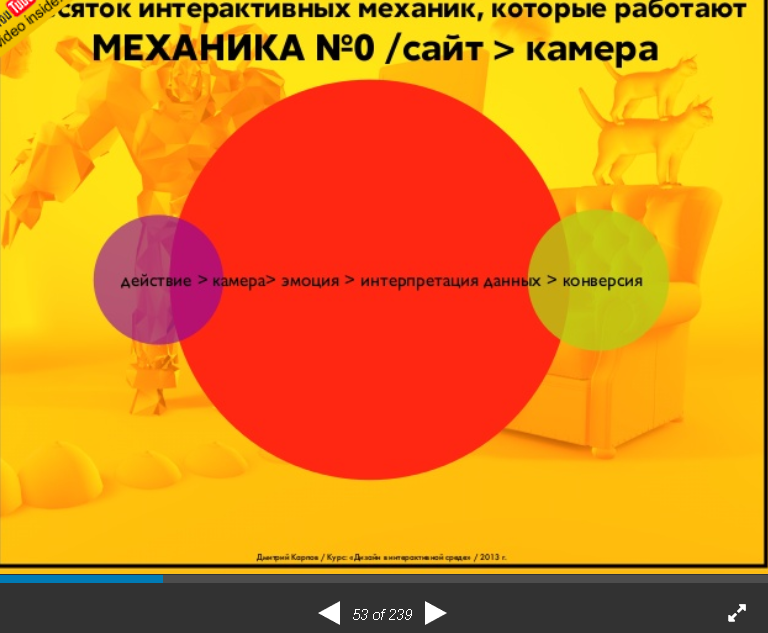 сяток интерактивных механик, которые работают
МЕХАНИКА №0 /сайт > камера
действие > камера> эмоция > интерпретация данных > конверсия
Дмитрий Карпов / Курс: «Дизайн в интерактивной среде» / 2013 г.
53 of 239